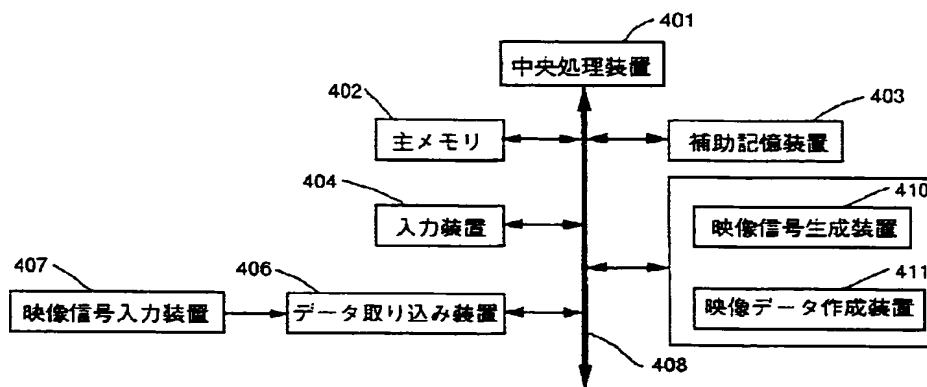 401
中央処理装置
402
主メモリ
403
補助記憶装置
404
入力装置
410
映像信号生成装置
407
映像信号入力装置
406
データ取り込み装置
411
映像データ作成装置
408